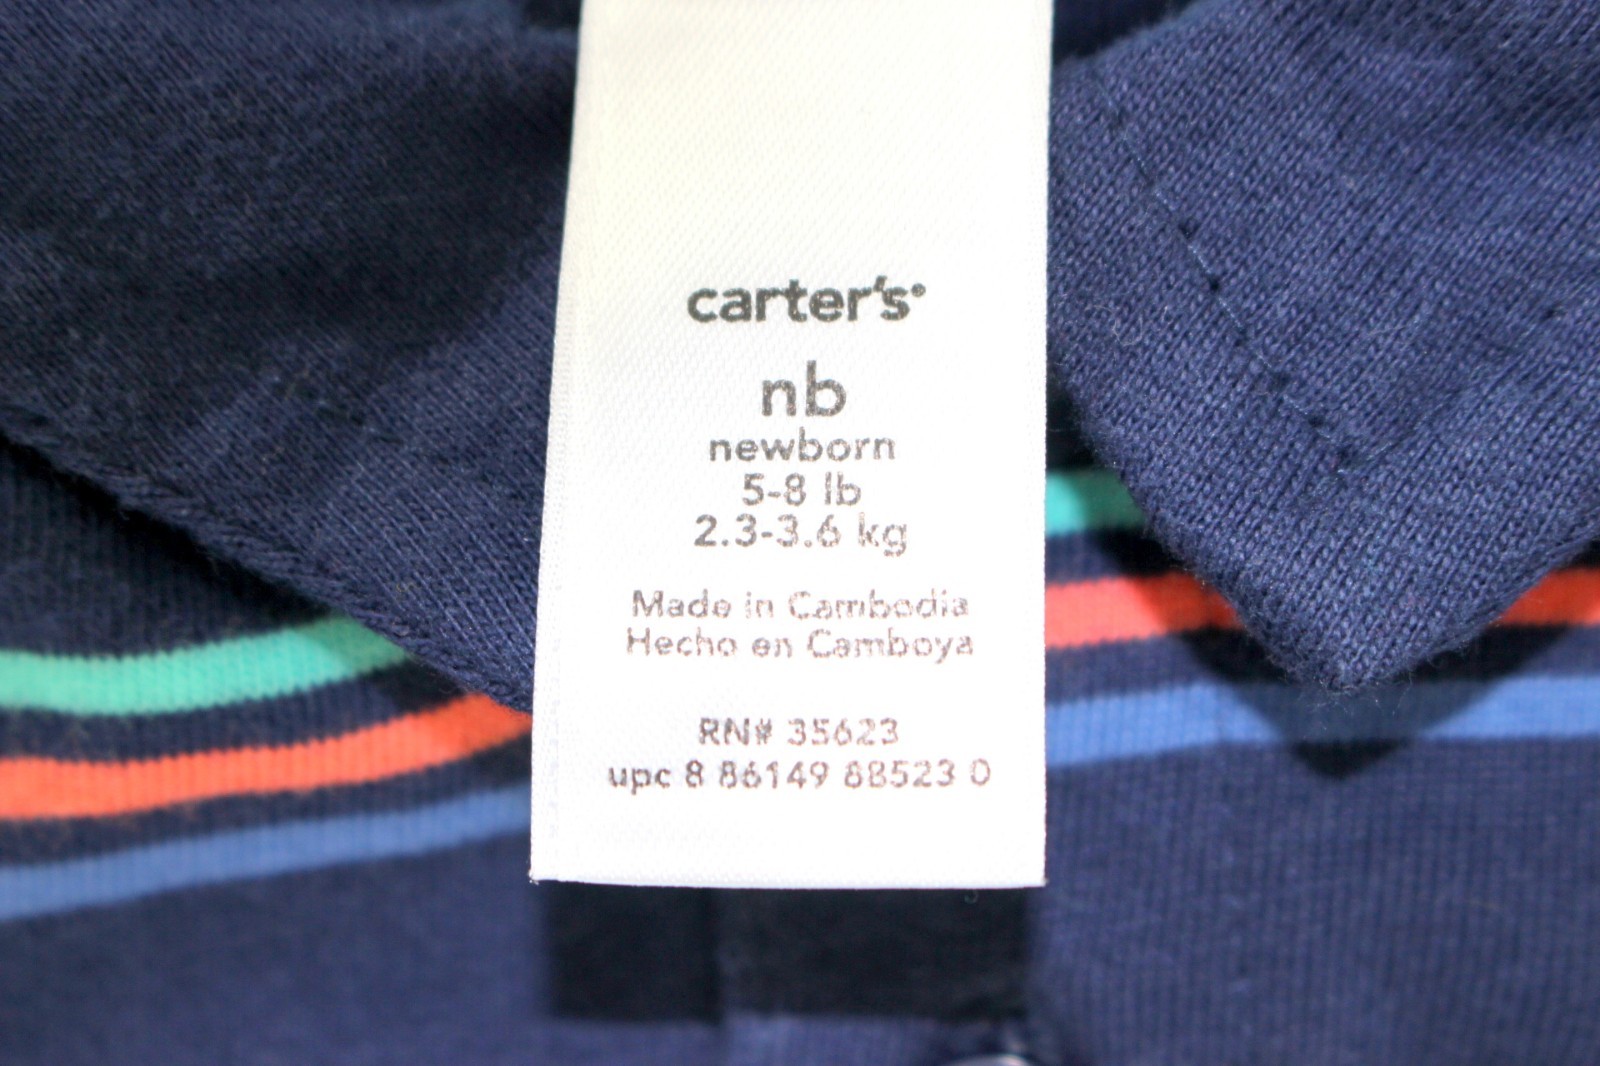 carter's
nb
newborn
5-8 lb
2.3-3.6 kg
Made in Cambodia
Hecho en Camboya
RN# 35623
upc 8 86149 88523 0